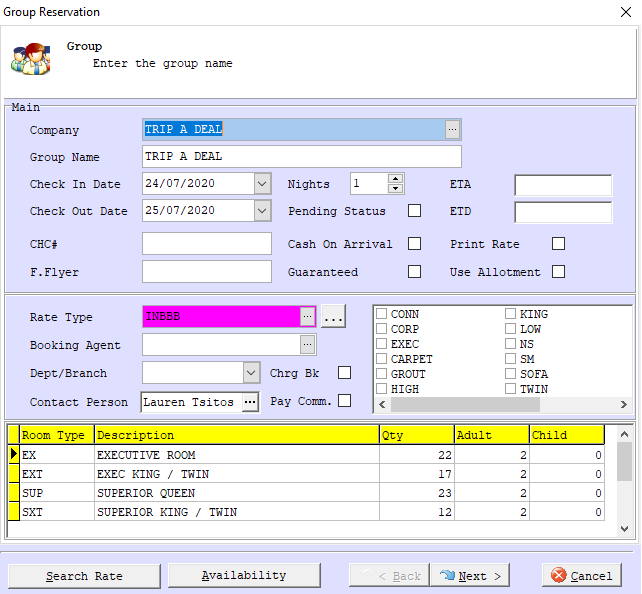 Group Reservation
Group
Enter the group name
Main
Company TRIP A DEAL ...
Group Name TRIP A DEAL
Check In Date 24/07/2020 Nights 1 ETA
Check Out Date 25/07/2020 Pending Status ETD
CHC# Cash On Arrival Print Rate
F.Flyer Guaranteed Use Allotment
Rate Type INBBB ... ...
Booking Agent ...
Dept/Branch Chrg Bk
Contact Person Lauren Tsitos ... Pay Comm.
CONN KING
CORP LOW
EXEC NS
CARPET SM
GROUT SOFA
HIGH TWIN
Room Type Description Qty Adult Child
EX EXECUTIVE ROOM 22 2 0
EXT EXEC KING / TWIN 17 2 0
SUP SUPERIOR QUEEN 23 2 0
SXT SUPERIOR KING / TWIN 12 2 0
Search Rate Availability < Back Next > Cancel